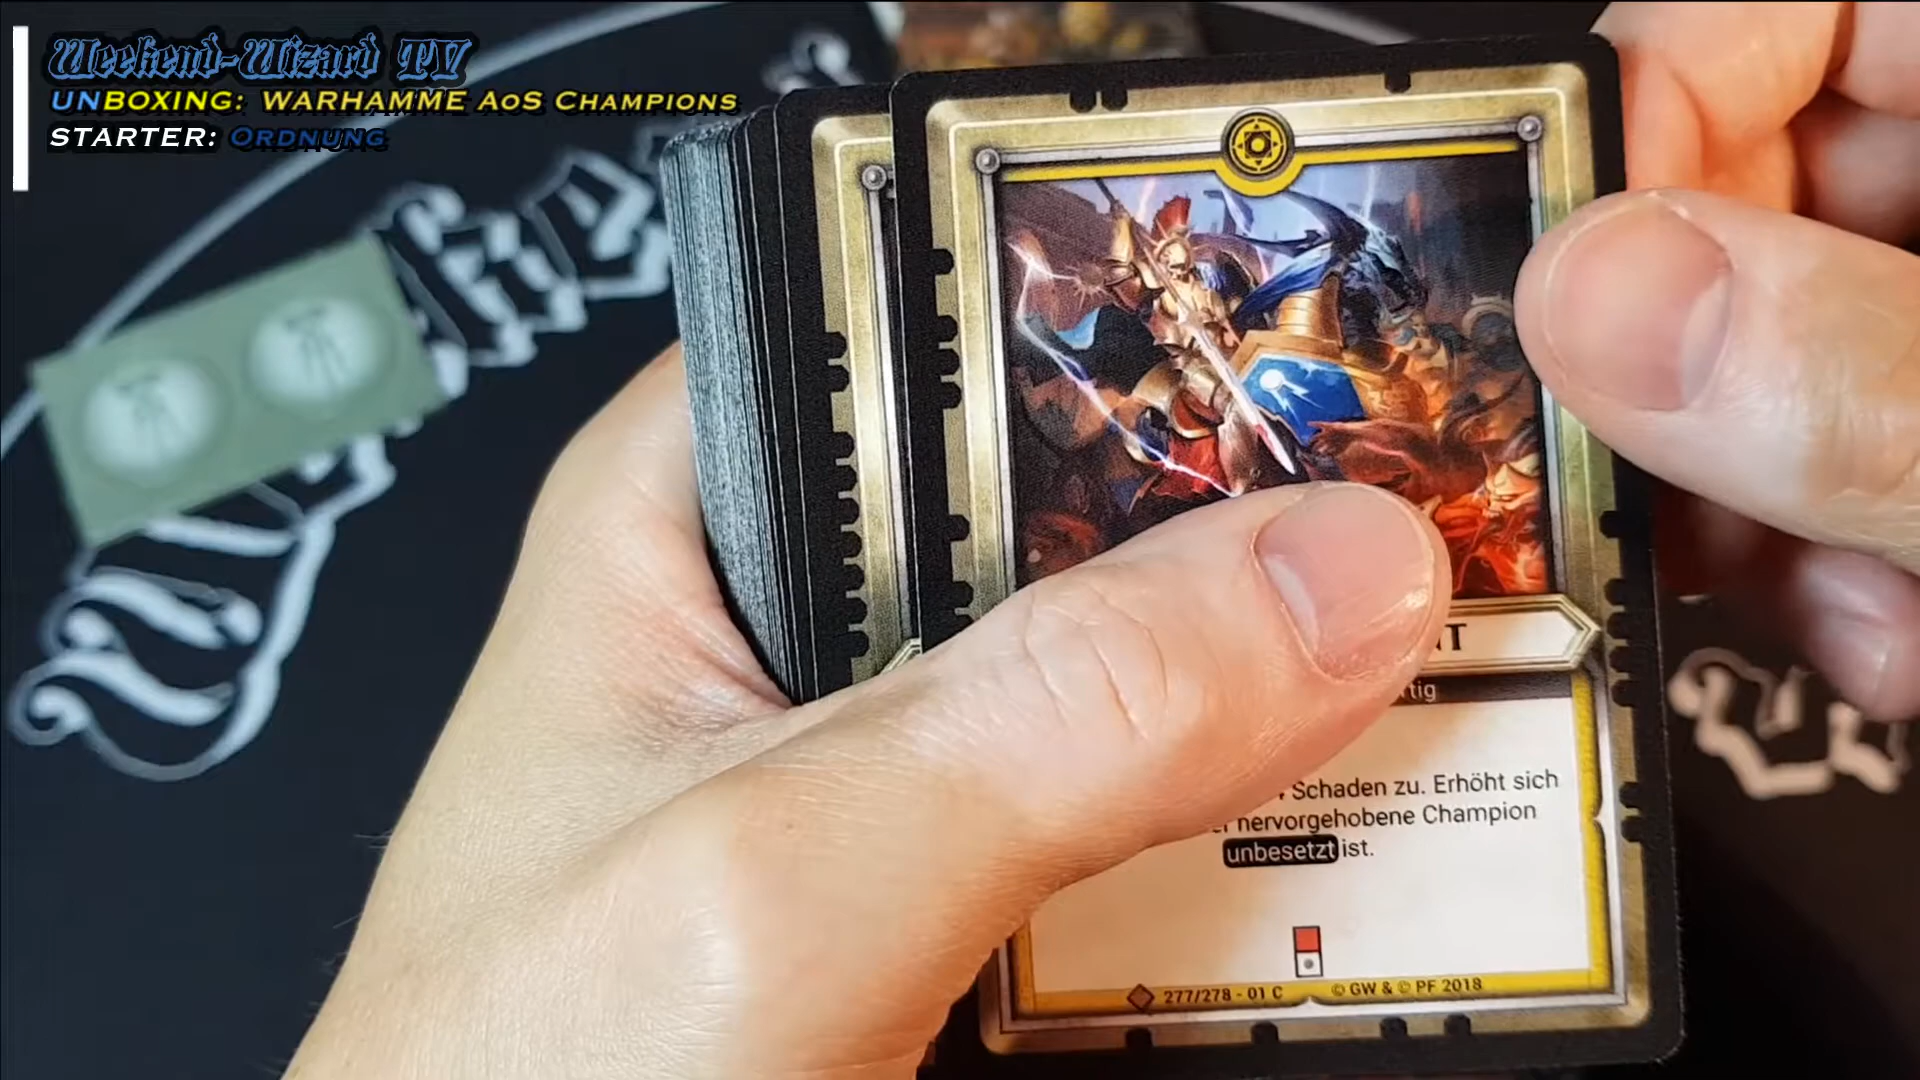 Weekend-Wizard TV
UNBOXING: WARHAMME AoS Champions
STARTER: Ordnung
Schaden zu. Erhöht sich
hervorgehobene Champion
unbesetzt ist.
277/278 - 01 C © GW & © PF 2018